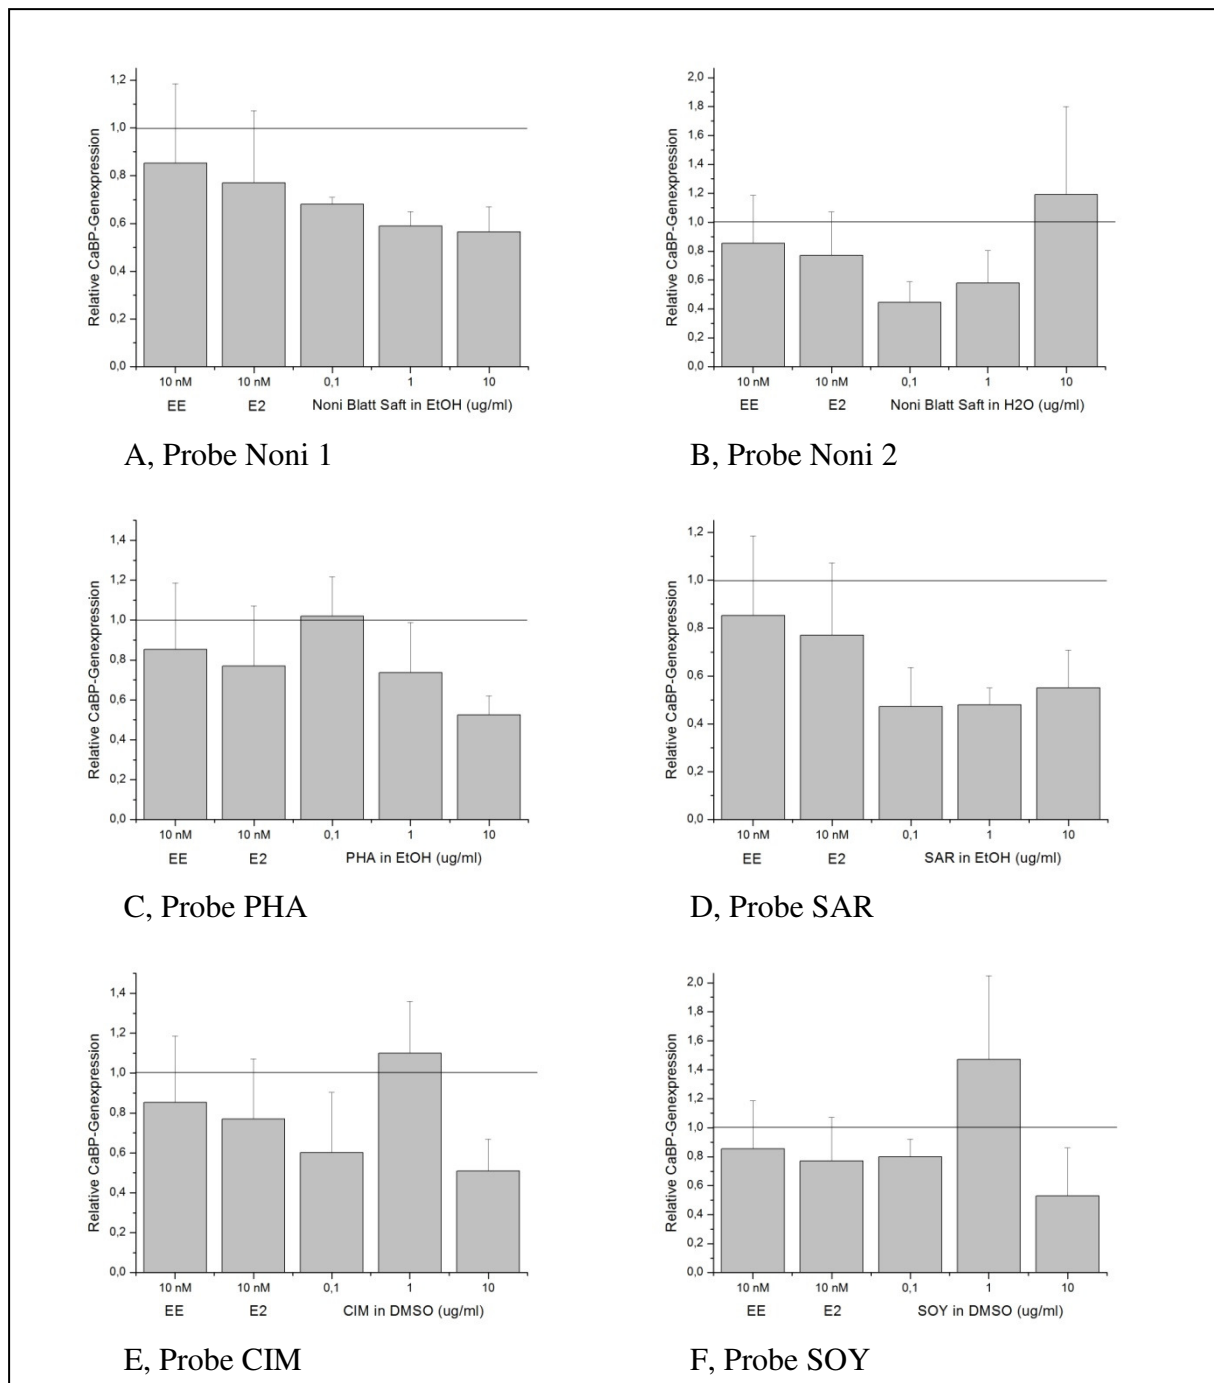 1,2
1,0
0,8
0,6
0,4
0,2
0,0
Relative CaBP-Genexpression
10 nM 10 nM 0,1 1 10
EE E2 Noni Blatt Saft in EtOH (ug/ml)
A, Probe Noni 1
2,0
1,8
1,6
1,4
1,2
1,0
0,8
0,6
0,4
0,2
0,0
Relative CaBP-Genexpression
10 nM 10 nM 0,1 1 10
EE E2 Noni Blatt Saft in H2O (ug/ml)
B, Probe Noni 2
1,4
1,2
1,0
0,8
0,6
0,4
0,2
0,0
Relative CaBP-Genexpression
10 nM 10 nM 0,1 1 10
EE E2 PHA in EtOH (ug/ml)
C, Probe PHA
1,2
1,0
0,8
0,6
0,4
0,2
0,0
Relative CaBP-Genexpression
10 nM 10 nM 0,1 1 10
EE E2 SAR in EtOH (ug/ml)
D, Probe SAR
1,4
1,2
1,0
0,8
0,6
0,4
0,2
0,0
Relative CaBP-Genexpression
10 nM 10 nM 0,1 1 10
EE E2 CIM in DMSO (ug/ml)
E, Probe CIM
2,0
1,8
1,6
1,4
1,2
1,0
0,8
0,6
0,4
0,2
0,0
Relative CaBP-Genexpression
10 nM 10 nM 0,1 1 10
EE E2 SOY in DMSO (ug/ml)
F, Probe SOY